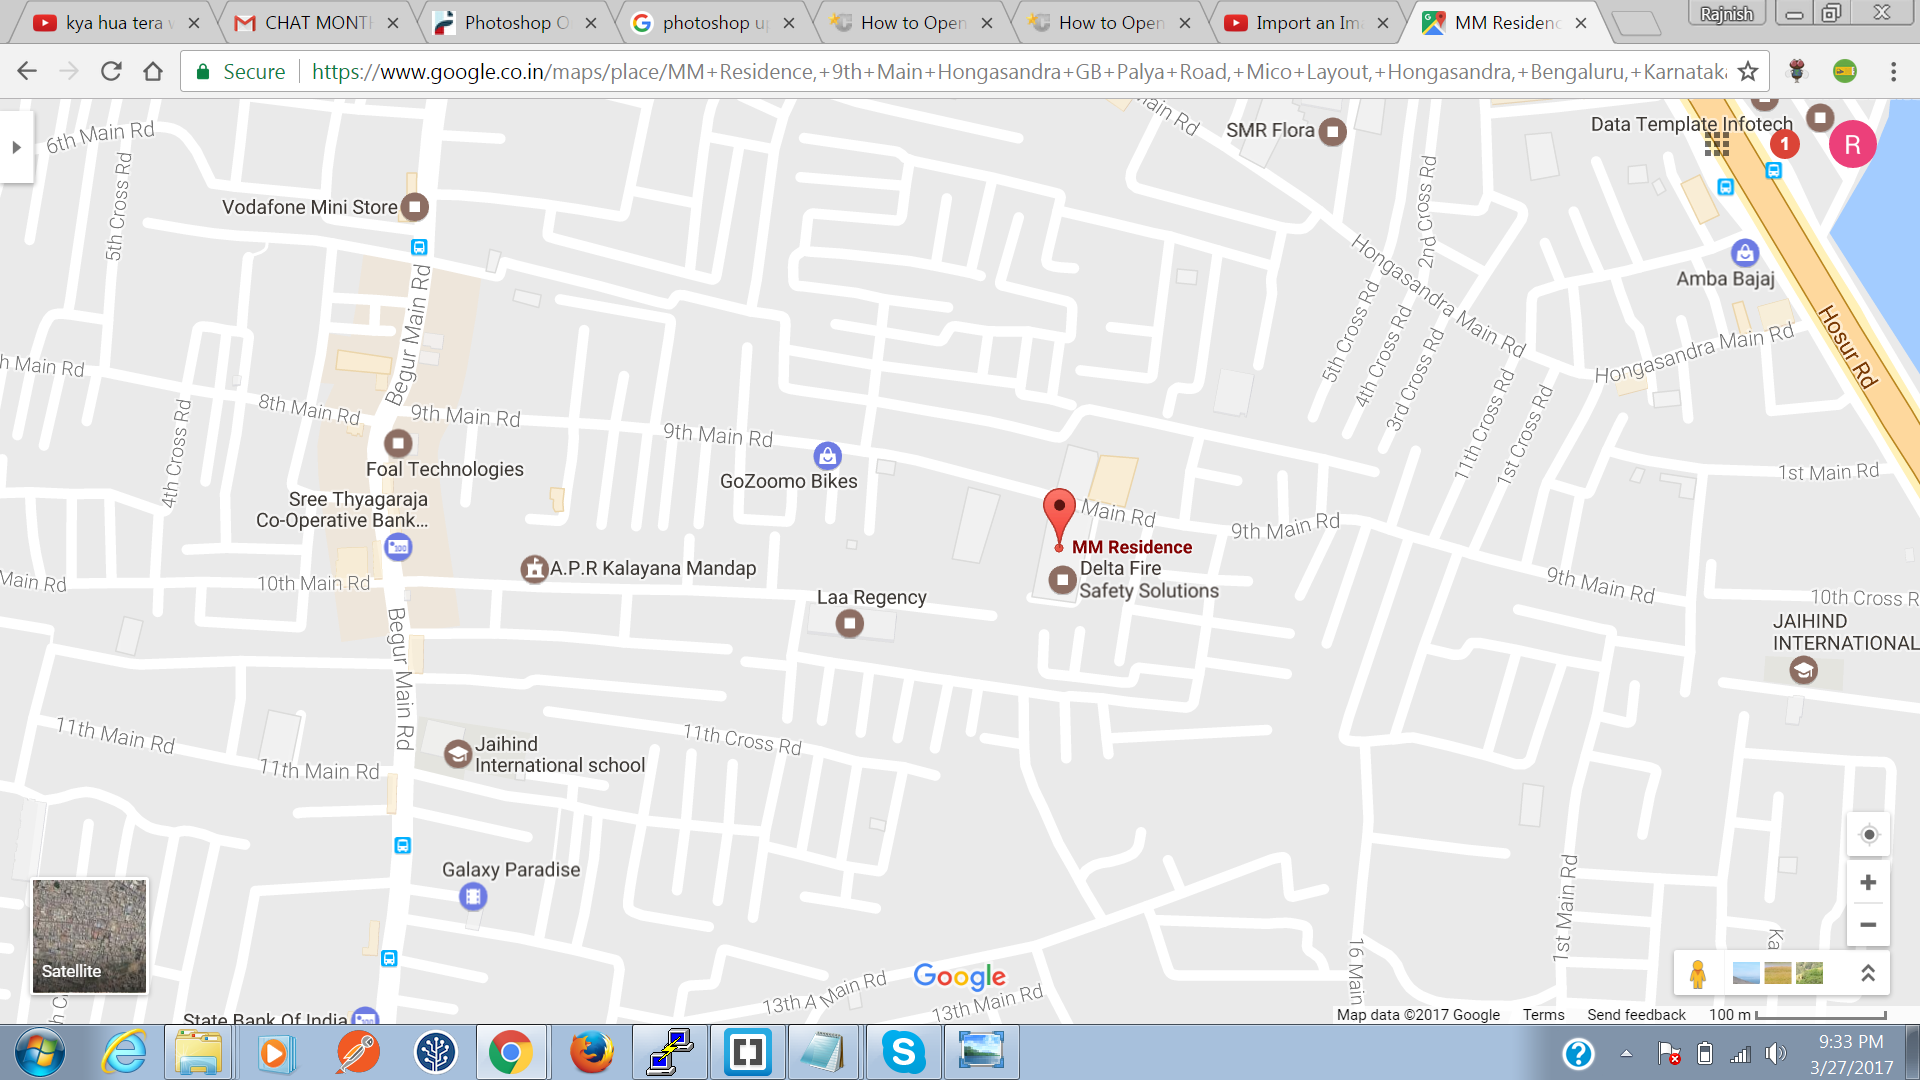 kya hua tera
CHAT MONTH
Photoshop O
photoshop up
How to Open
How to Open
Import an Im
MM Residenc
Rajnish
Secure
https://www.google.co.in/maps/place/MM+Residence,+9th+Main+Hongasandra+GB+Palya+Road,+Mico+Layout,+Hongasandra,+Bengaluru,+Karnataka
6th Main Rd
5th Cross Rd
Main Rd
SMR Flora
Data Template Infotech
1
R
Vodafone Mini Store
2nd Cross Rd
Hongasandra Main Rd
Amba Bajaj
Begur Main Rd
5th Cross Rd
4th Cross Rd
3rd Cross Rd
Hosur Rd
Hongasandra Main Rd
h Main Rd
8th Main Rd
9th Main Rd
9th Main Rd
4th Cross Rd
11th Cross Rd
1st Cross Rd
Foal Technologies
GoZoomo Bikes
1st Main Rd
Sree Thyagaraja
Co-Operative Bank...
Main Rd
9th Main Rd
MM Residence
Delta Fire
Safety Solutions
A.P.R Kalayana Mandap
Main Rd
10th Main Rd
Laa Regency
9th Main Rd
10th Cross R
JAIHIND
INTERNATIONAL
Begur Main Rd
11th Main Rd
11th Main Rd
11th Cross Rd
Jaihind
International school
Galaxy Paradise
1st Main Rd
16 Main
Ka
Satellite
th C
13th A Main Rd
Google
13th Main Rd
State Bank Of India
Map data ©2017 Google
Terms
Send feedback
100 m
9:33 PM
3/27/2017